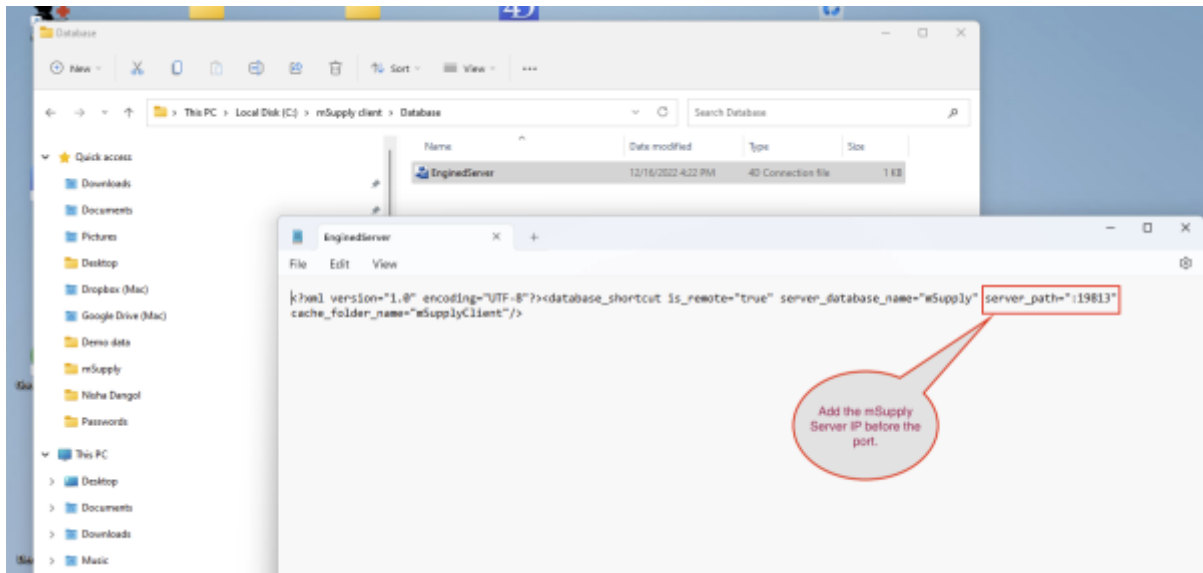 Database
New
Sort
View
This PC > Local Disk (C:) > mSupply client > Database
Search Database
Name
Date modified
Type
Size
Quick access
EnginedServer
12/16/2022 4:22 PM
4D Connection file
1 KB
Downloads
Documents
Pictures
Desktop
Dropbox (Mac)
Google Drive (Mac)
Demo data
mSupply
Nisha Dangol
Passwords
This PC
Desktop
Documents
Downloads
Music
EnginedServer
File Edit View
<?xml version="1.0" encoding="UTF-8"?><database_shortcut is_remote="true" server_database_name="mSupply" server_path=":19813"
cache_folder_name="mSupplyClient"/>
Add the mSupply
Server IP before the
port.